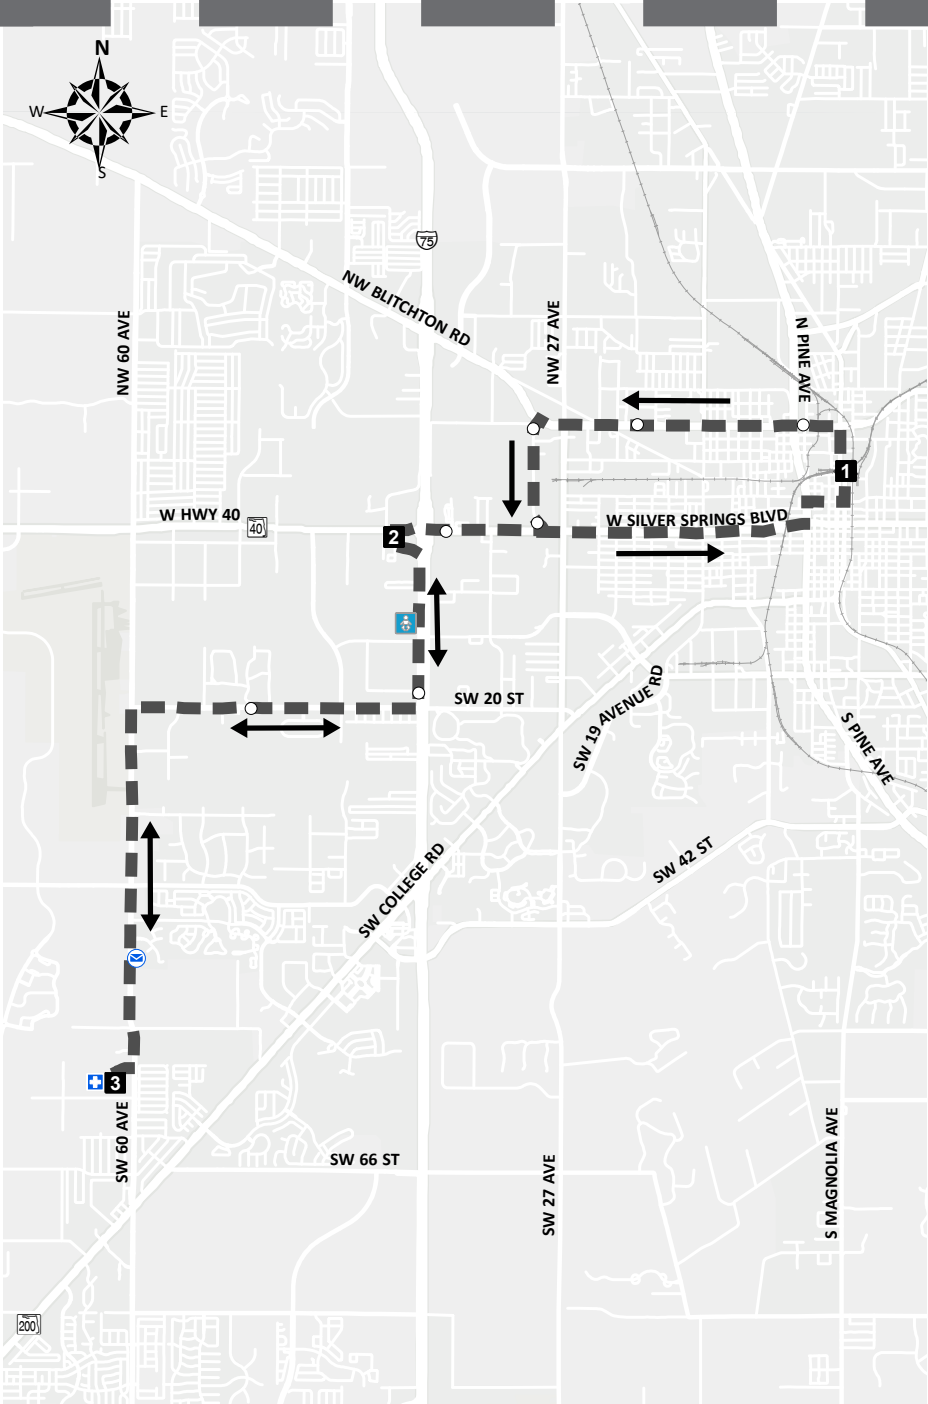 N
W
E
S
75
NW BLITCHTON RD
NW 60 AVE
NW 27 AVE
N PINE AVE
1
W HWY 40
40
2
W SILVER SPRINGS BLVD
SW 20 ST
SW 19 AVENUE RD
S PINE AVE
SW COLLEGE RD
SW 42 ST
3
SW 60 AVE
SW 66 ST
SW 27 AVE
S MAGNOLIA AVE
200